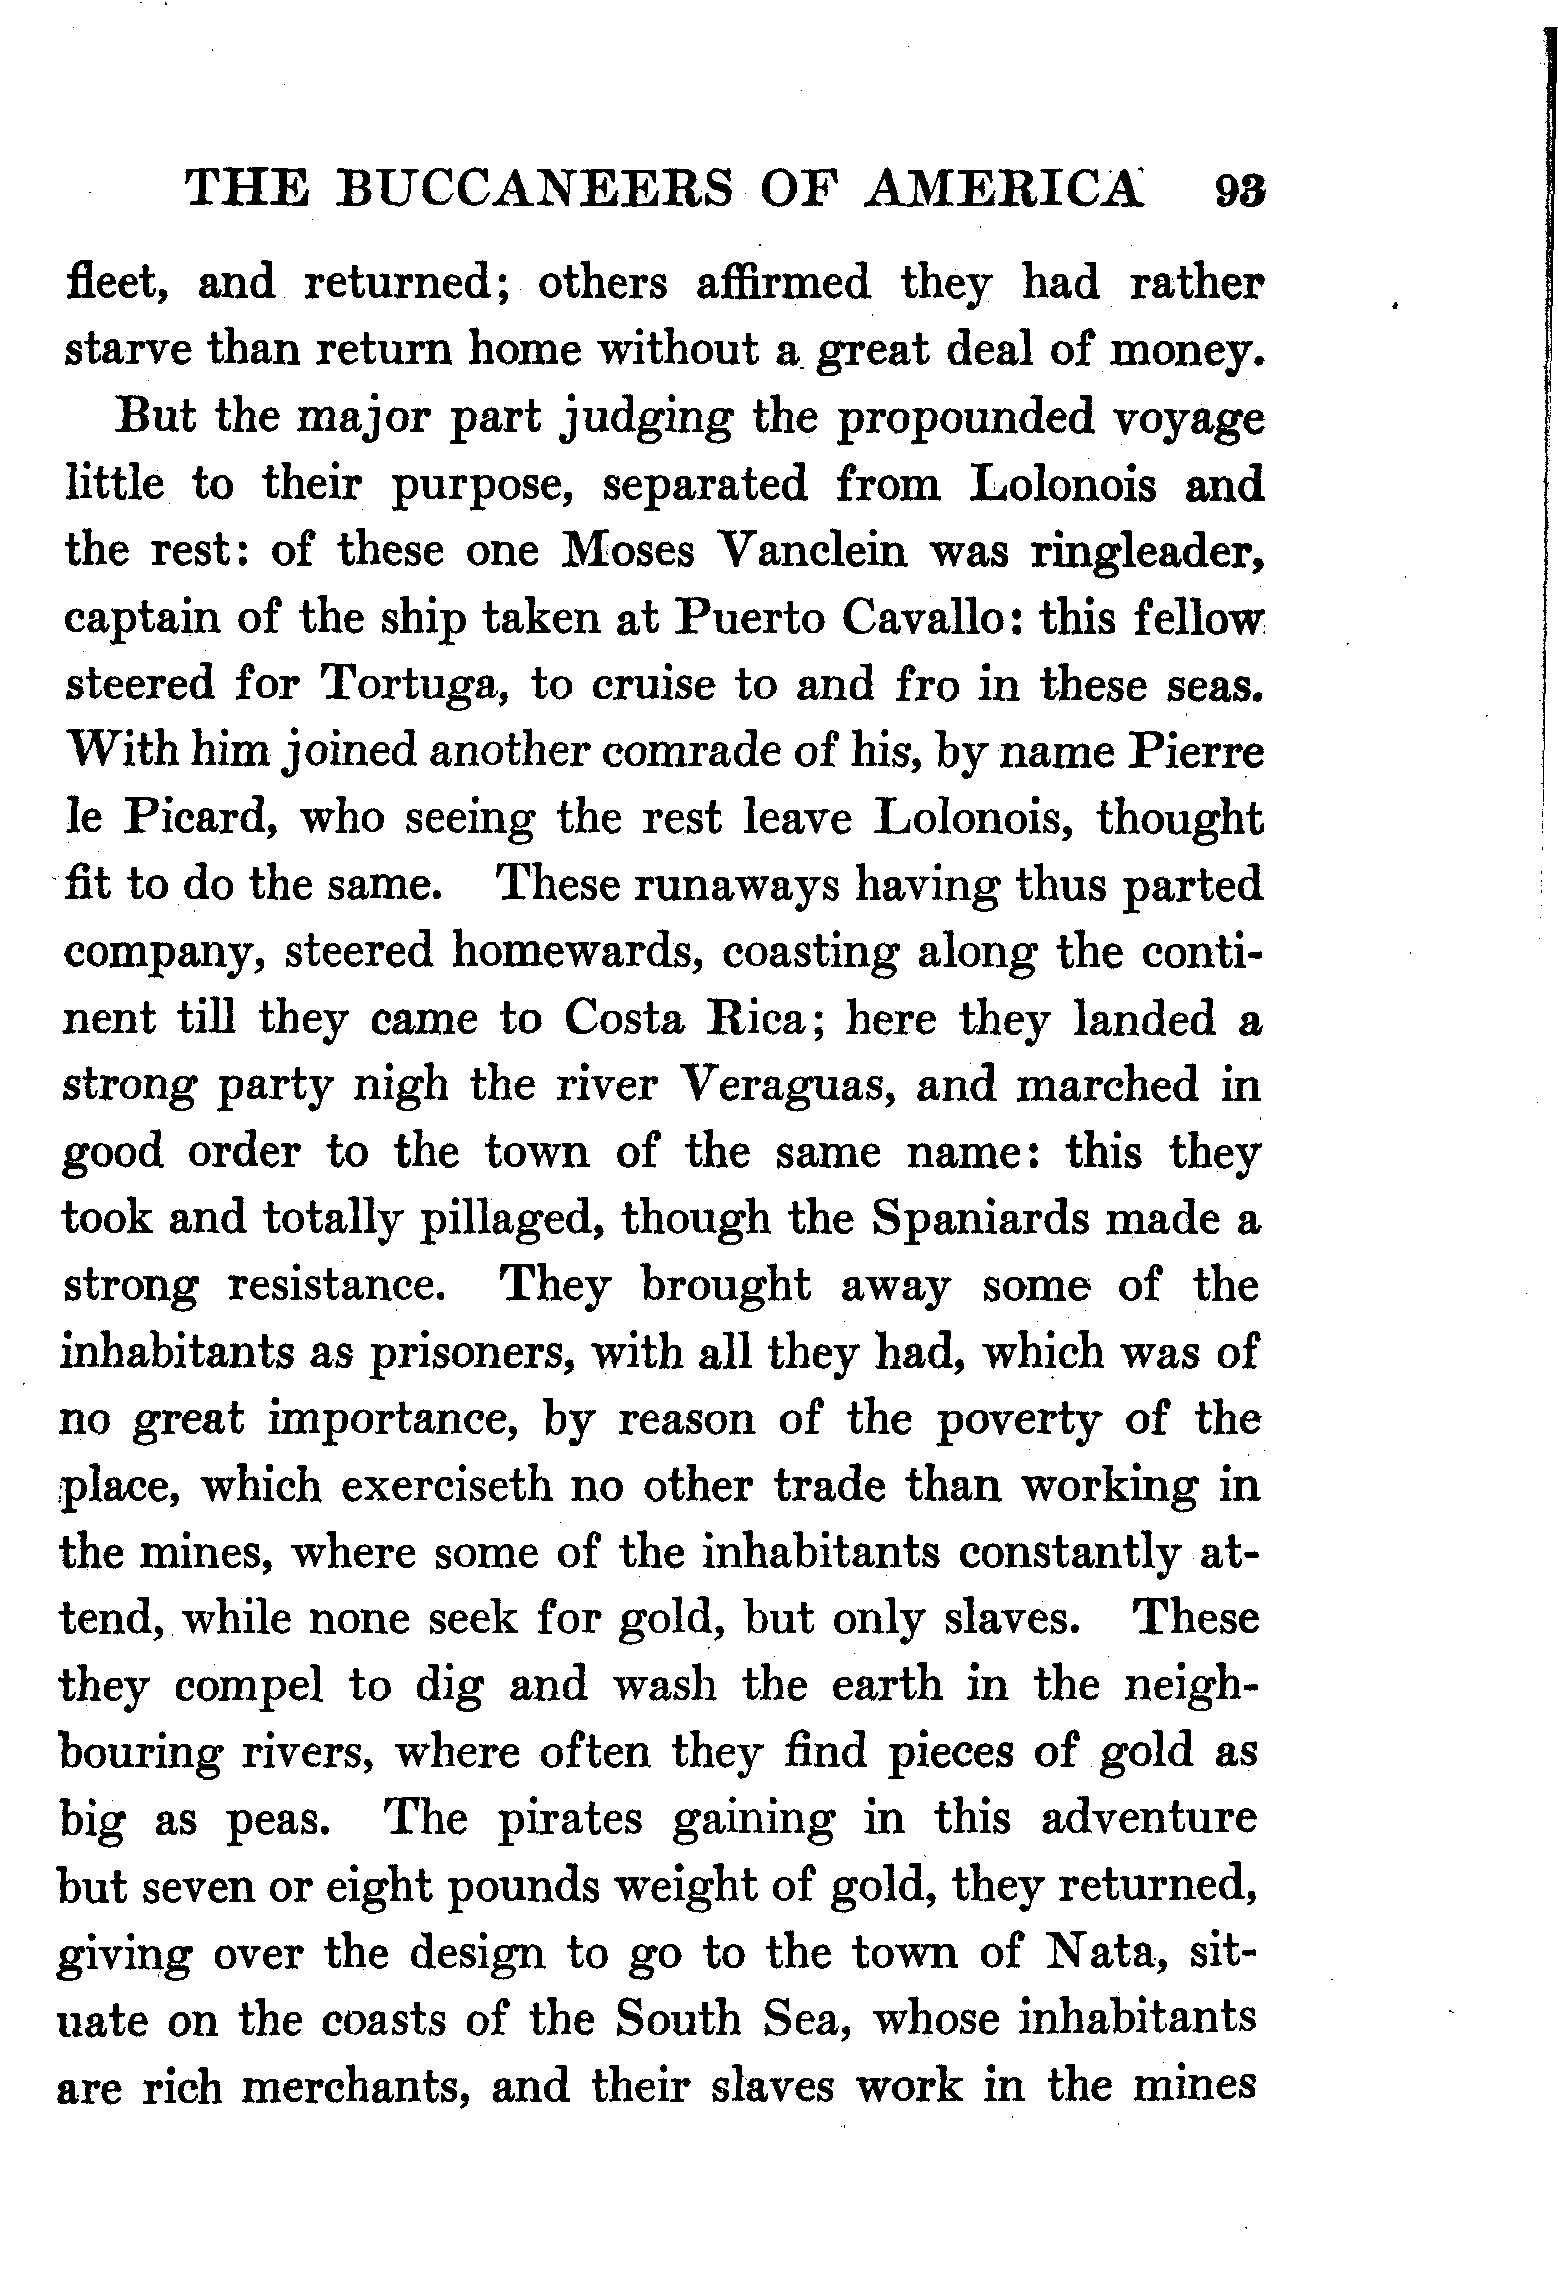 THE BUCCANEERS OF AMERICA 93
fleet, and returned; others affirmed they had rather
starve than return home without a great deal of money.
But the major part judging the propounded voyage
little to their purpose, separated from Lolonois and
the rest: of these one Moses Vanclein was ringleader,
captain of the ship taken at Puerto Cavallo: this fellow
steered for Tortuga, to cruise to and fro in these seas.
With him joined another comrade of his, by name Pierre
le Picard, who seeing the rest leave Lolonois, thought
fit to do the same. These runaways having thus parted
company, steered homewards, coasting along the conti-
nent till they came to Costa Rica; here they landed a
strong party nigh the river Veraguas, and marched in
good order to the town of the same name: this they
took and totally pillaged, though the Spaniards made a
strong resistance. They brought away some of the
inhabitants as prisoners, with all they had, which was of
no great importance, by reason of the poverty of the
place, which exerciseth no other trade than working in
the mines, where some of the inhabitants constantly at-
tend, while none seek for gold, but only slaves. These
they compel to dig and wash the earth in the neigh-
bouring rivers, where often they find pieces of gold as
big as peas. The pirates gaining in this adventure
but seven or eight pounds weight of gold, they returned,
giving over the design to go to the town of Nata, sit-
uate on the coasts of the South Sea, whose inhabitants
are rich merchants, and their slaves work in the mines